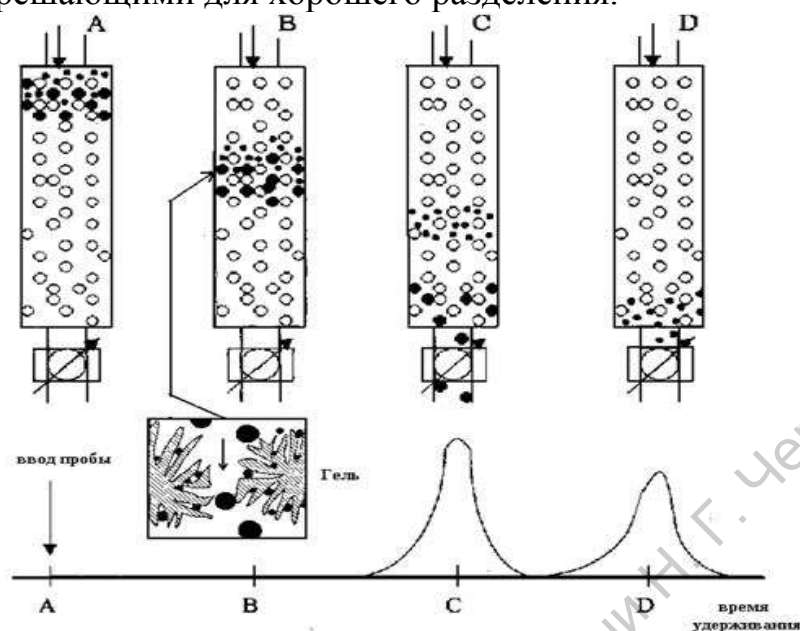 решающими для хорошего разделения.
A B C D
ввод пробы
Гель
A B C D
время
удерживания